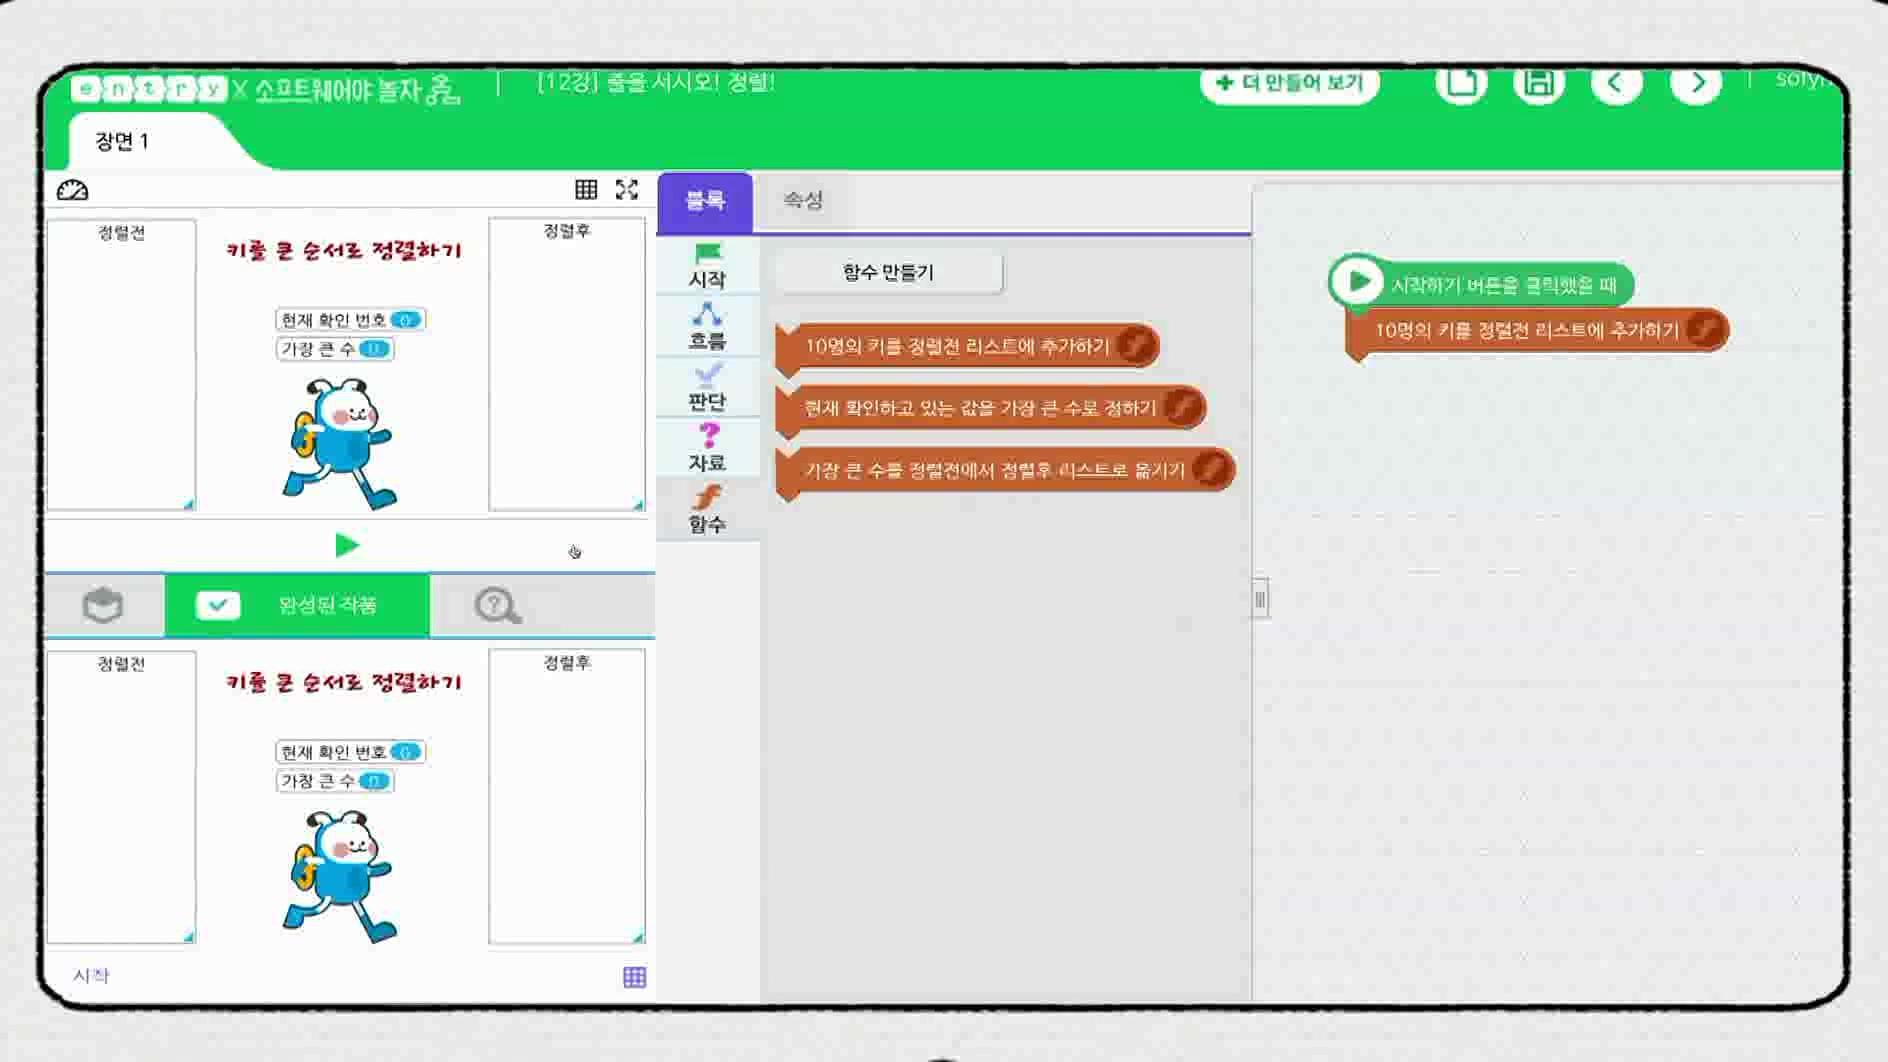 entry X 소프트웨어야 놀자
[12강] 줄을 서시오! 정렬!
+ 더 만들어 보기
장면 1
정렬전
키를 큰 순서로 정렬하기
정렬후
현재 확인 번호 0
가장 큰 수 0
완성된 작품
정렬전
키를 큰 순서로 정렬하기
정렬후
현재 확인 번호 0
가장 큰 수 0
시작
블록
속성
시작
흐름
판단
자료
함수
함수 만들기
10명의 키를 정렬전 리스트에 추가하기
현재 확인하고 있는 값을 가장 큰 수로 정하기
가장 큰 수를 정렬전에서 정렬후 리스트로 옮기기
시작하기 버튼을 클릭했을 때
10명의 키를 정렬전 리스트에 추가하기